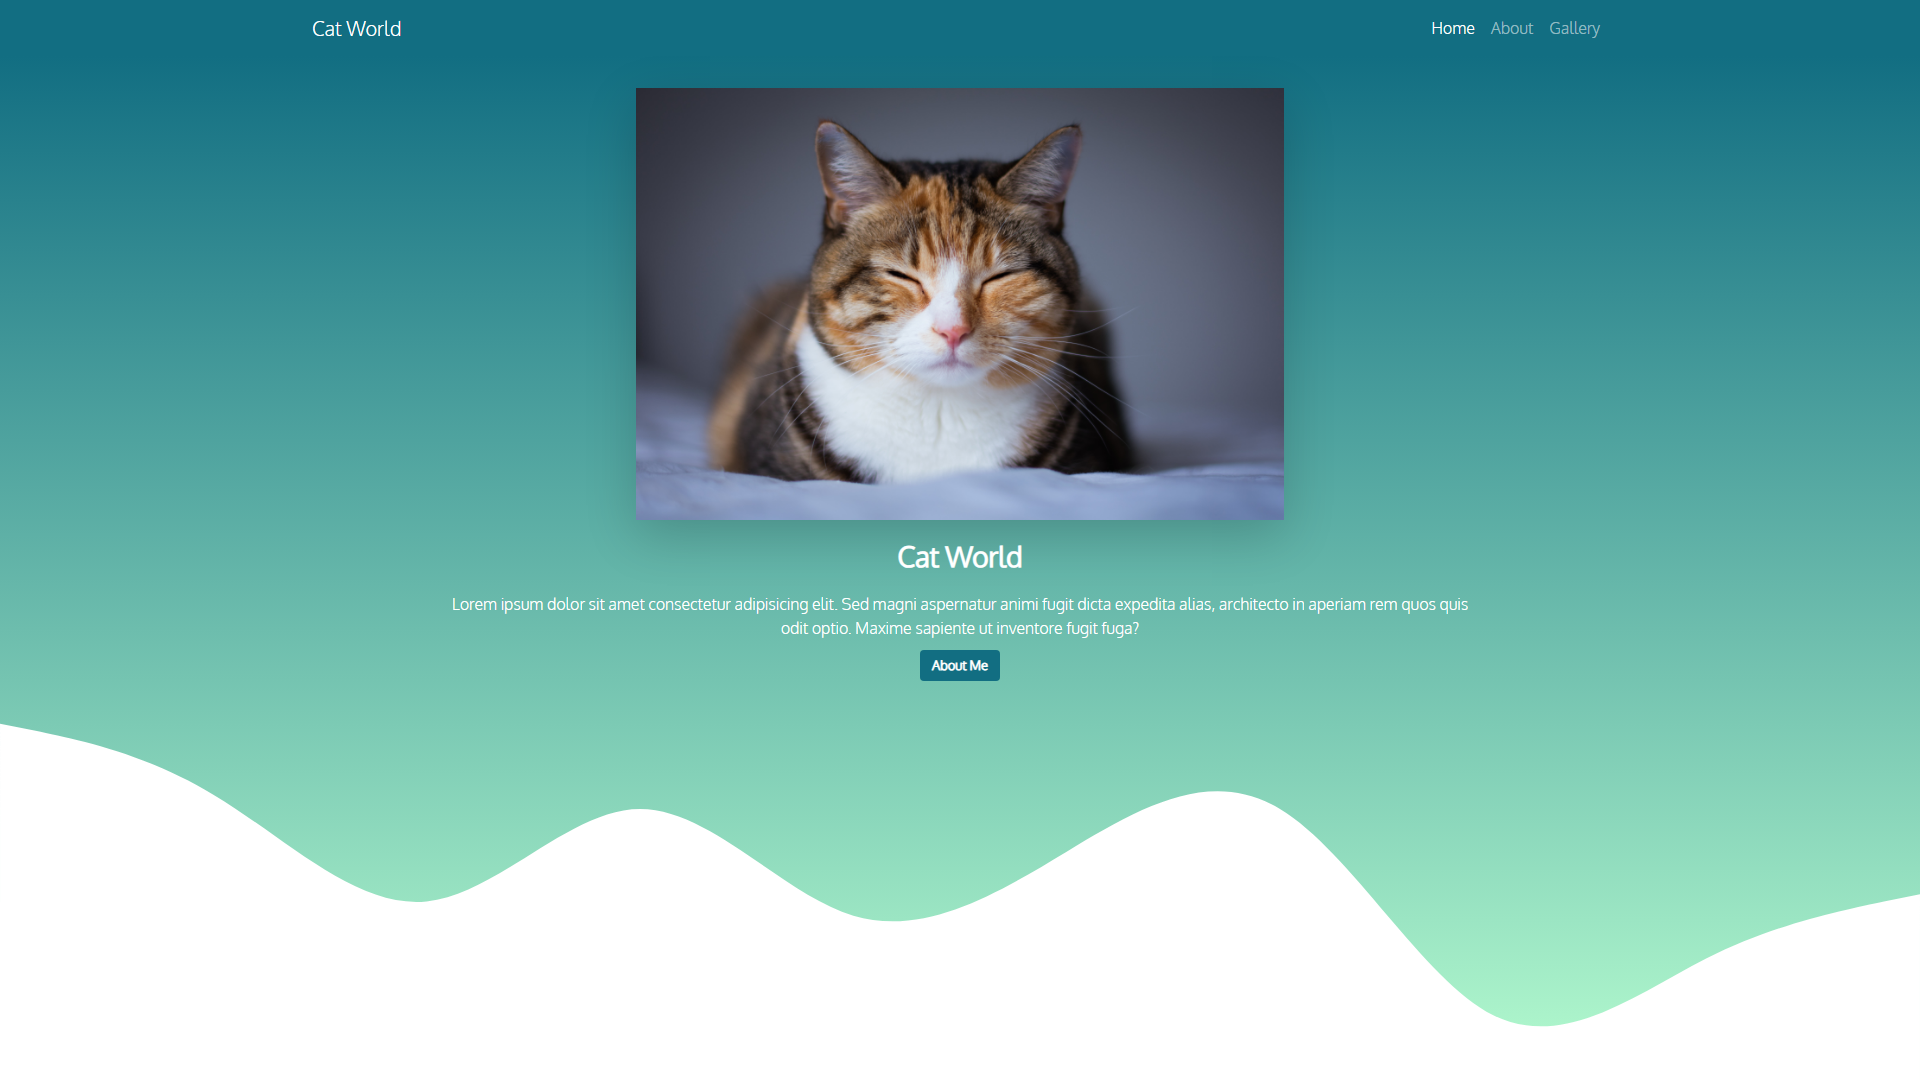 Cat World
Home About Gallery
Cat World
Lorem ipsum dolor sit amet consectetur adipisicing elit. Sed magni aspernatur animi fugit dicta expedita alias, architecto in aperiam rem quos quis
odit optio. Maxime sapiente ut inventore fugit fuga?
About Me